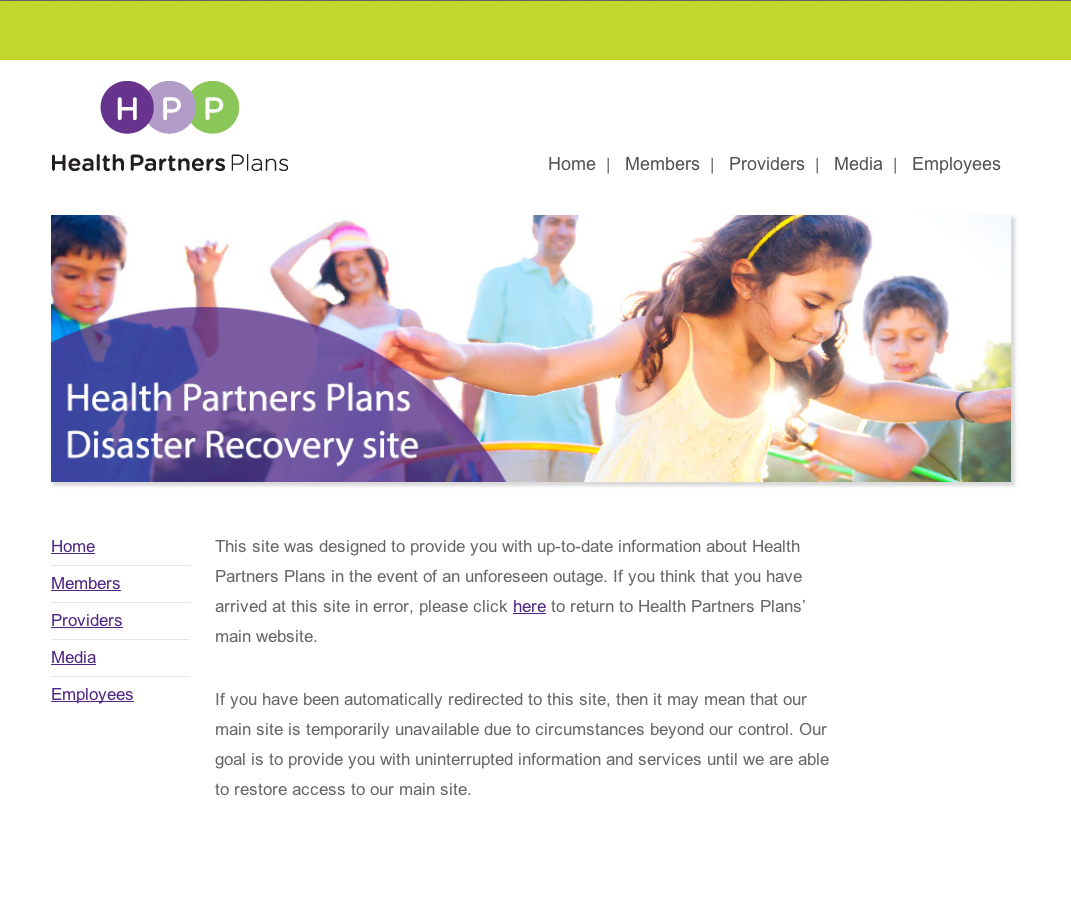 H P P
Health Partners Plans
Home | Members | Providers | Media | Employees
Health Partners Plans
Disaster Recovery site
Home
Members
Providers
Media
Employees
This site was designed to provide you with up-to-date information about Health
Partners Plans in the event of an unforeseen outage. If you think that you have
arrived at this site in error, please click here to return to Health Partners Plans’
main website.
If you have been automatically redirected to this site, then it may mean that our
main site is temporarily unavailable due to circumstances beyond our control. Our
goal is to provide you with uninterrupted information and services until we are able
to restore access to our main site.